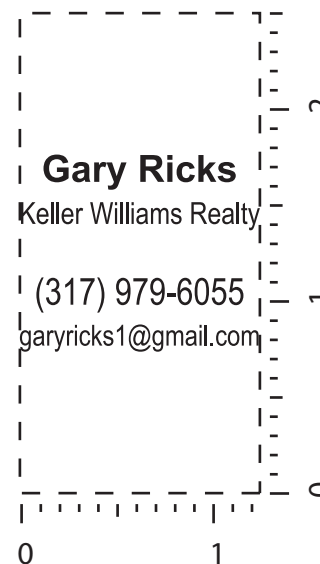 Gary Ricks
Keller Williams Realty
(317) 979-6055
garyricks1@gmail.com
2
1
0
0 1